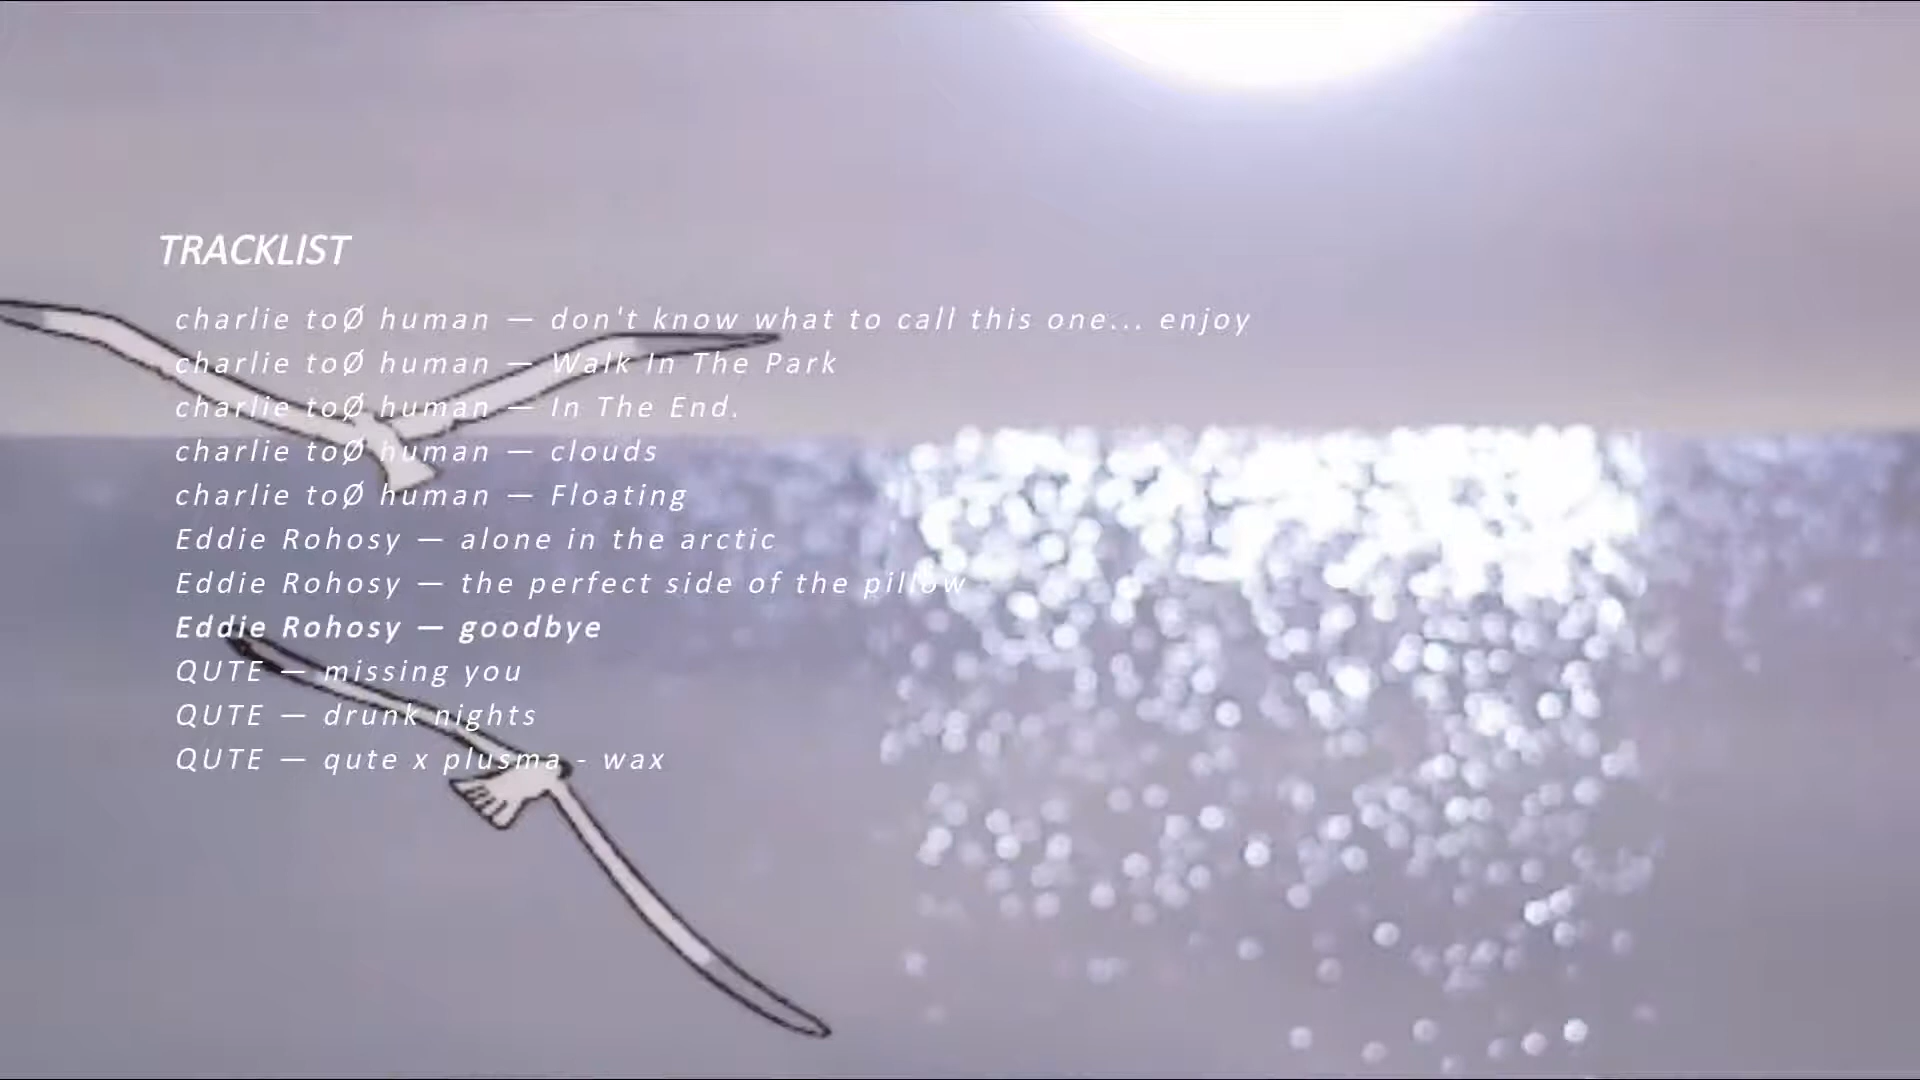 TRACKLIST
charlie toØ human — don't know what to call this one... enjoy
charlie toØ human — Walk In The Park
charlie toØ human — In The End.
charlie toØ human — clouds
charlie toØ human — Floating
Eddie Rohosy — alone in the arctic
Eddie Rohosy — the perfect side of the pillow
Eddie Rohosy — goodbye
QUTE — missing you
QUTE — drunk nights
QUTE — qute x plusma - wax